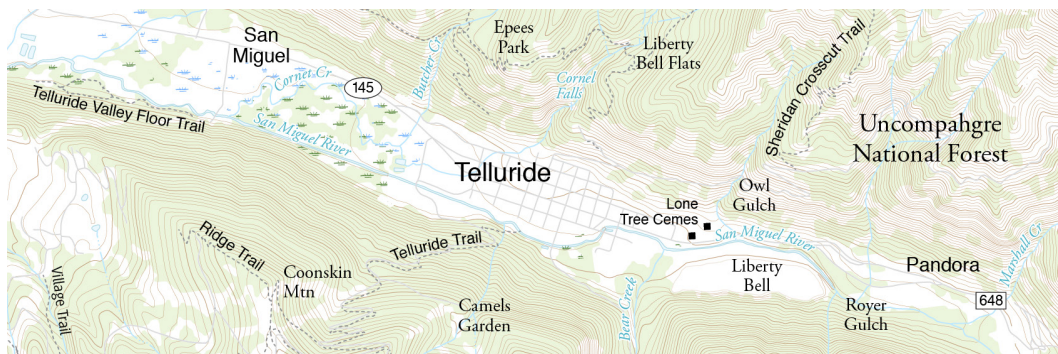 San
Miguel
Cornet Cr
145
Butcher Cr
Epees
Park
Liberty
Bell Flats
Cornel
Falls
Sheridan Crosscut Trail
Uncompahgre
National Forest
Telluride Valley Floor Trail
San Miguel River
Telluride
Owl
Gulch
Lone
Tree Cemes
San Miguel River
Ridge Trail
Telluride Trail
Village Trail
Coonskin
Mtn
Camels
Garden
Bear Creek
Liberty
Bell
Royer
Gulch
Pandora
Marshall Cr
648